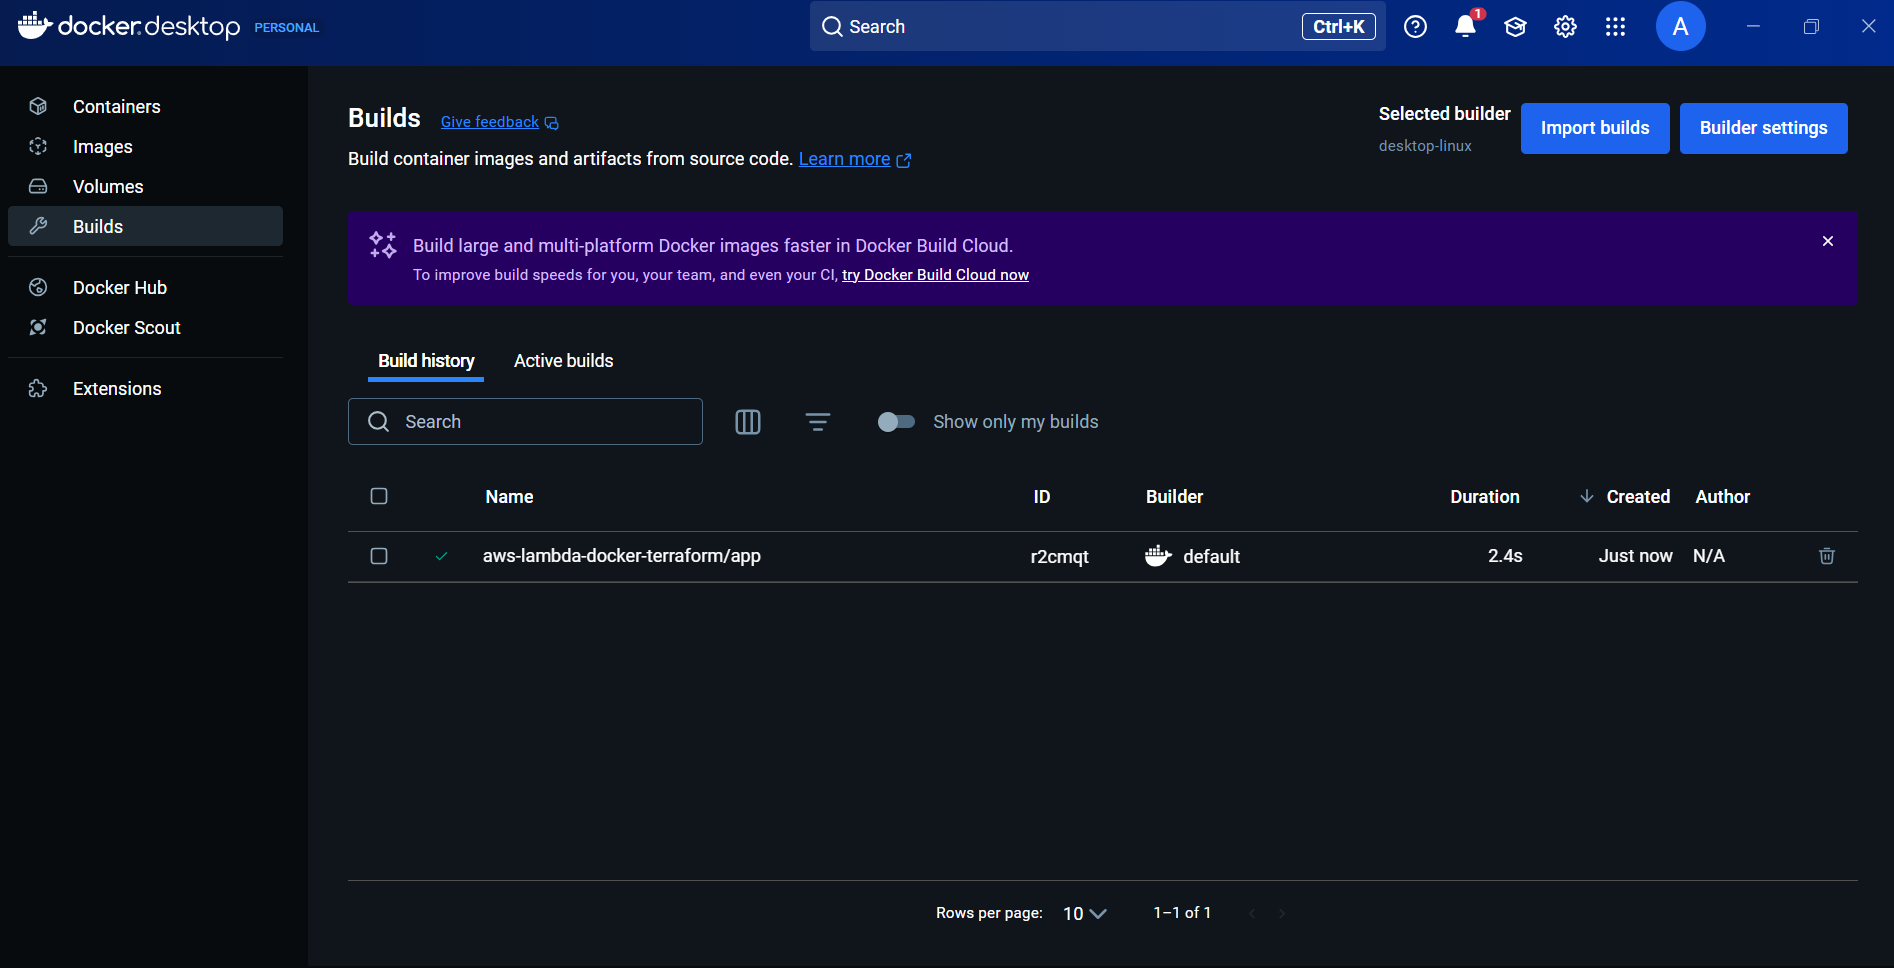 docker.desktop PERSONAL
Search
Ctrl+K
1
A
Containers
Images
Volumes
Builds
Docker Hub
Docker Scout
Extensions
Builds
Give feedback
Build container images and artifacts from source code. Learn more
Selected builder
desktop-linux
Import builds
Builder settings
Build large and multi-platform Docker images faster in Docker Build Cloud.
To improve build speeds for you, your team, and even your CI, try Docker Build Cloud now
Build history
Active builds
Search
Show only my builds
Name ID Builder Duration Created Author
aws-lambda-docker-terraform/app r2cmqt default 2.4s Just now N/A
Rows per page: 10 1–1 of 1